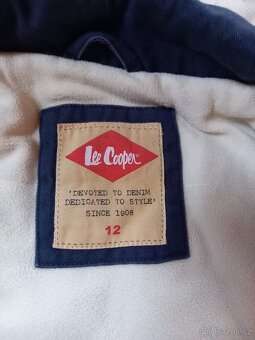 Lee Cooper
'DEVOTED TO DENIM
DEDICATED TO STYLE'
SINCE 1908
12